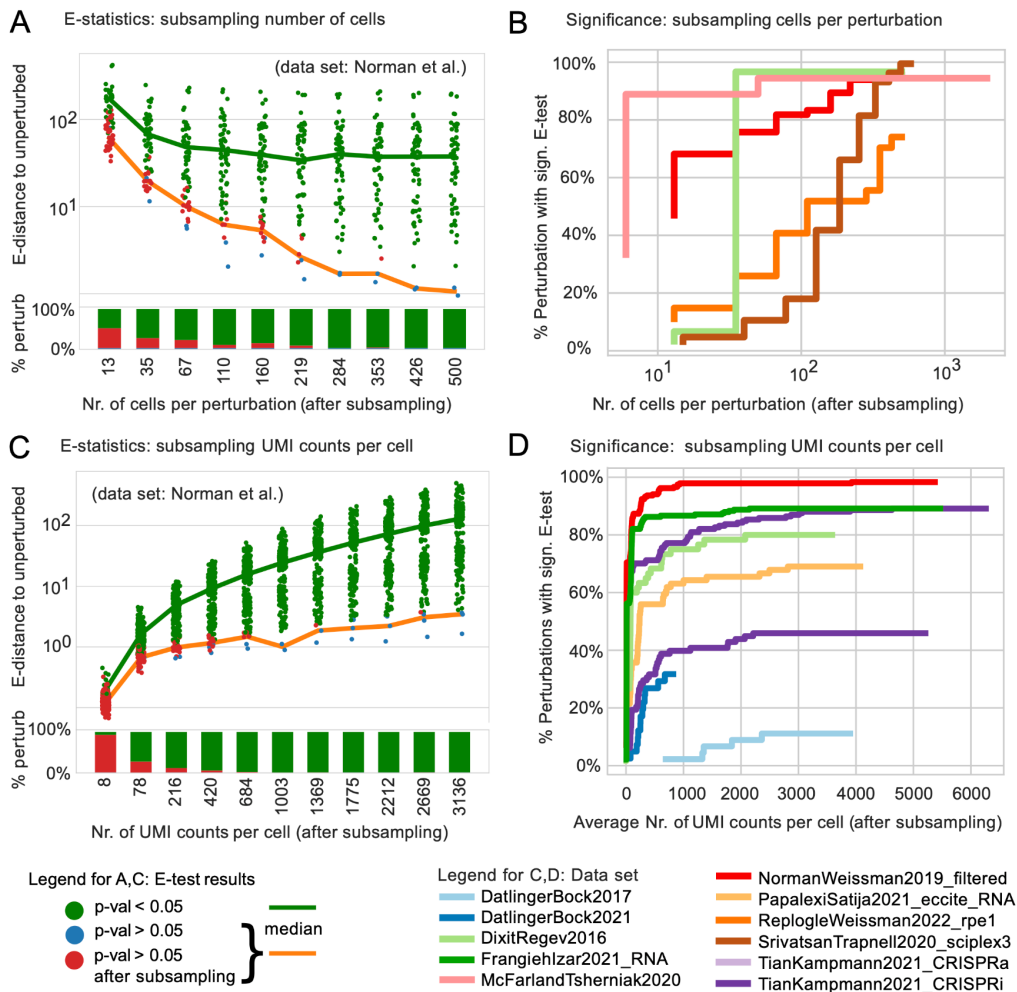 A
E-statistics: subsampling number of cells
E-distance to unperturbed
10²
10¹
(data set: Norman et al.)
% perturb
100%
0%
13 35 67 110 160 219 284 353 426 500
Nr. of cells per perturbation (after subsampling)
B
Significance: subsampling cells per perturbation
% Perturbation with sign. E-test
100%
80%
60%
40%
20%
0%
10¹ 10² 10³
Nr. of cells per perturbation (after subsampling)
C
E-statistics: subsampling UMI counts per cell
E-distance to unperturbed
(data set: Norman et al.)
10²
10¹
10⁰
% perturb
100%
0%
8 78 216 420 684 1003 1369 1775 2212 2669 3136
Nr. of UMI counts per cell (after subsampling)
D
Significance: subsampling UMI counts per cell
% Perturbations with sign. E-test
100%
80%
60%
40%
20%
0%
0 1000 2000 3000 4000 5000 6000
Average Nr. of UMI counts per cell (after subsampling)
Legend for A,C: E-test results
p-val < 0.05
p-val > 0.05
p-val > 0.05
after subsampling
}
median
Legend for C,D: Data set
DatlingerBock2017
DatlingerBock2021
DixitRegev2016
FrangiehIzar2021_RNA
McFarlandTsherniak2020
NormanWeissman2019_filtered
PapalexiSatija2021_eccite_RNA
ReplogleWeissman2022_rpe1
SrivatsanTrapnell2020_sciplex3
TianKampmann2021_CRISPRa
TianKampmann2021_CRISPRi